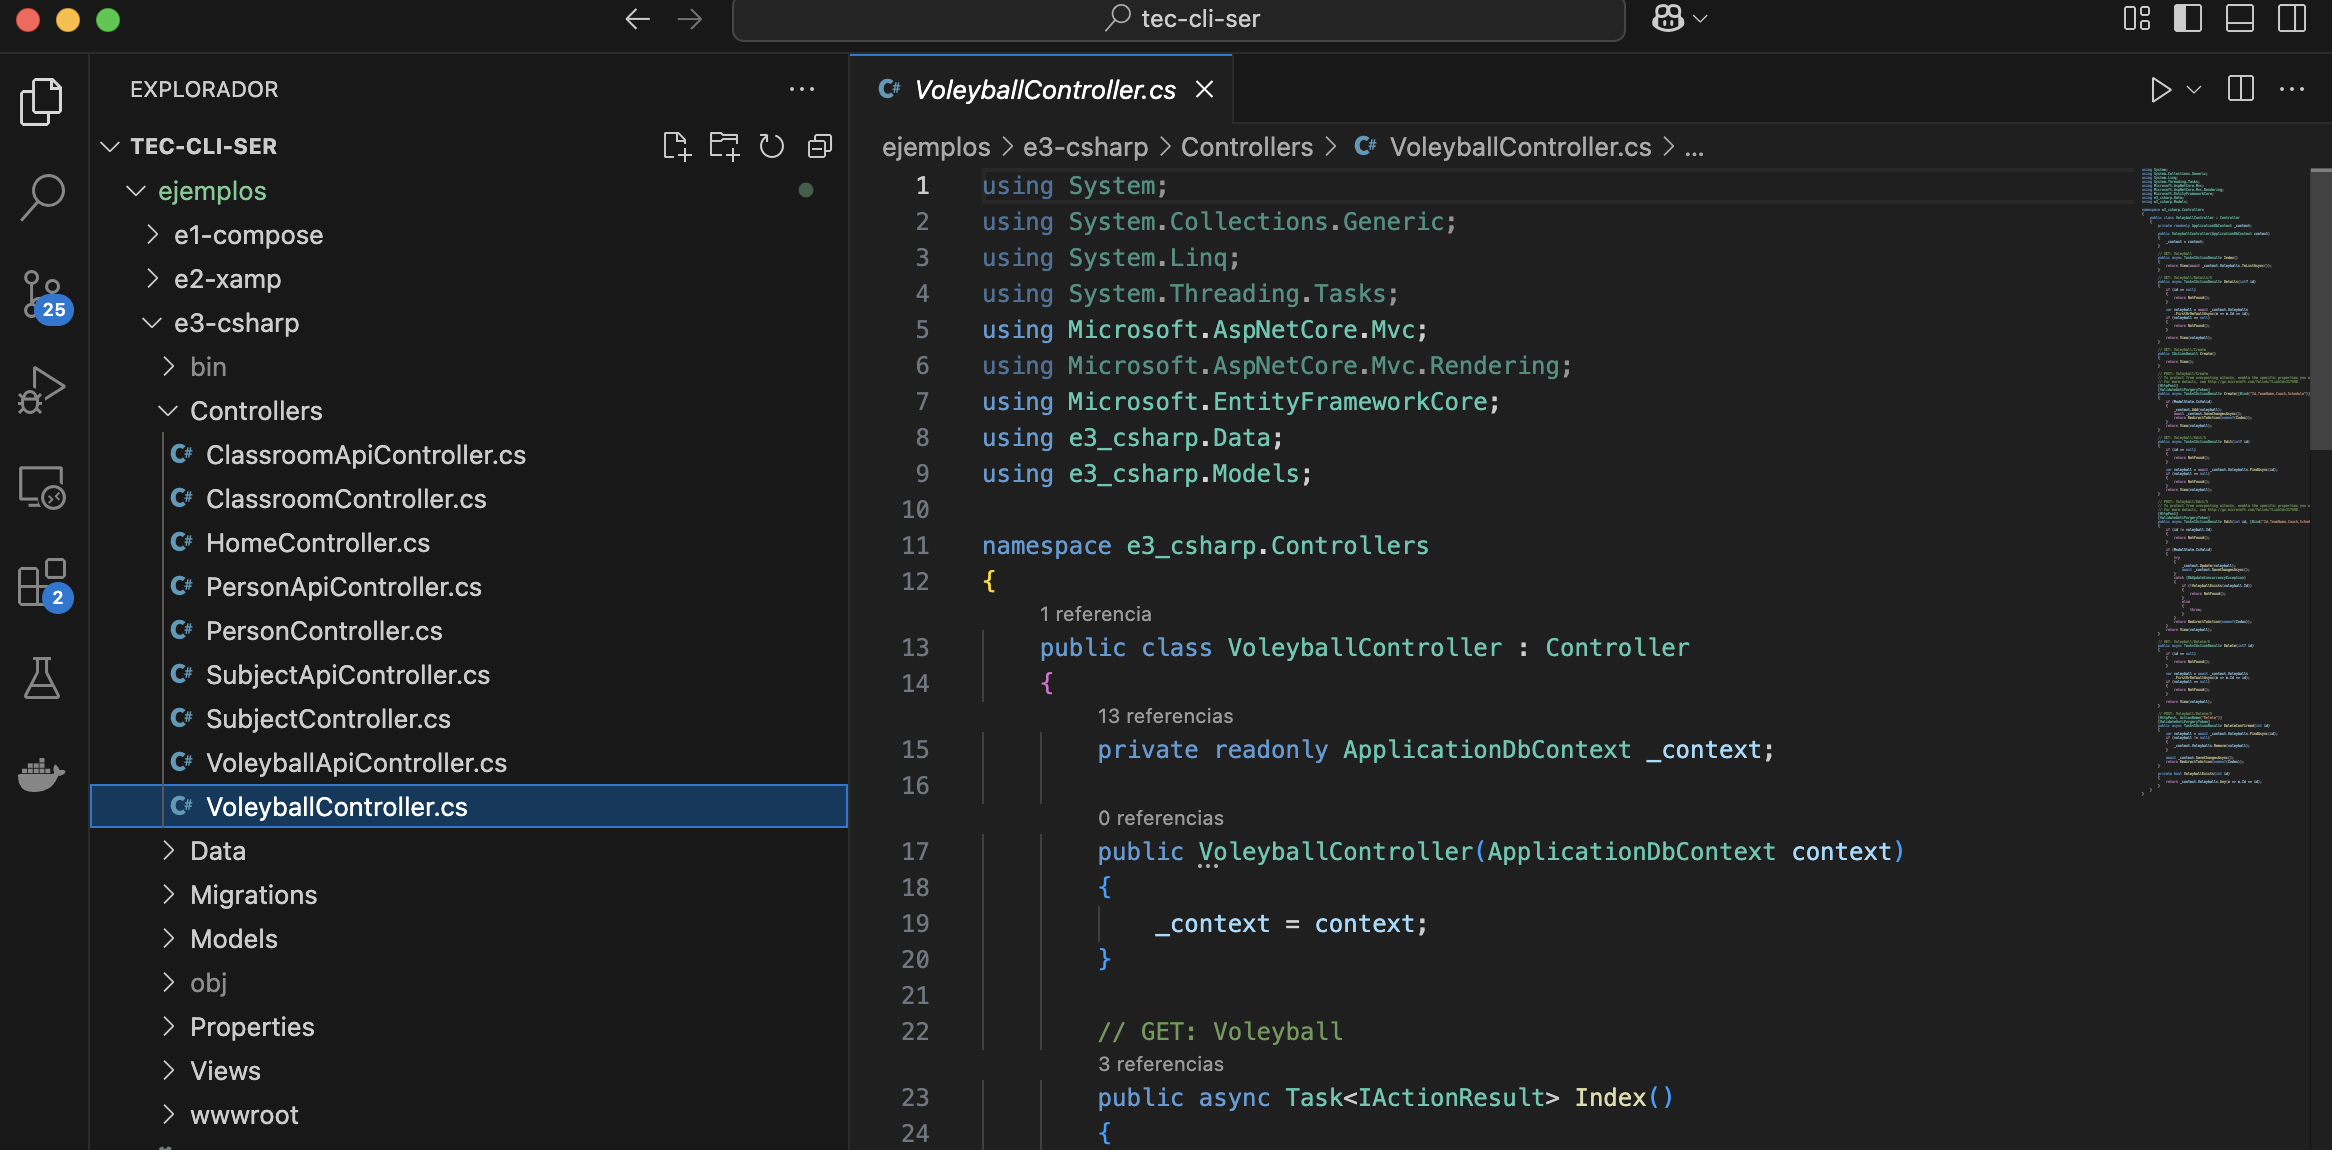 tec-cli-ser
EXPLORADOR
TEC-CLI-SER
ejemplos
e1-compose
e2-xamp
e3-csharp
bin
Controllers
C# ClassroomApiController.cs
C# ClassroomController.cs
C# HomeController.cs
C# PersonApiController.cs
C# PersonController.cs
C# SubjectApiController.cs
C# SubjectController.cs
C# VoleyballApiController.cs
C# VoleyballController.cs
Data
Migrations
Models
obj
Properties
Views
wwwroot
25
2
C# VoleyballController.cs
ejemplos > e3-csharp > Controllers > C# VoleyballController.cs > ...
1 using System;
2 using System.Collections.Generic;
3 using System.Linq;
4 using System.Threading.Tasks;
5 using Microsoft.AspNetCore.Mvc;
6 using Microsoft.AspNetCore.Mvc.Rendering;
7 using Microsoft.EntityFrameworkCore;
8 using e3_csharp.Data;
9 using e3_csharp.Models;
10
11 namespace e3_csharp.Controllers
12 {
1 referencia
13 public class VoleyballController : Controller
14 {
13 referencias
15 private readonly ApplicationDbContext _context;
16
0 referencias
17 public VoleyballController(ApplicationDbContext context)
18 {
19 _context = context;
20 }
21
22 // GET: Voleyball
3 referencias
23 public async Task<IActionResult> Index()
24 {